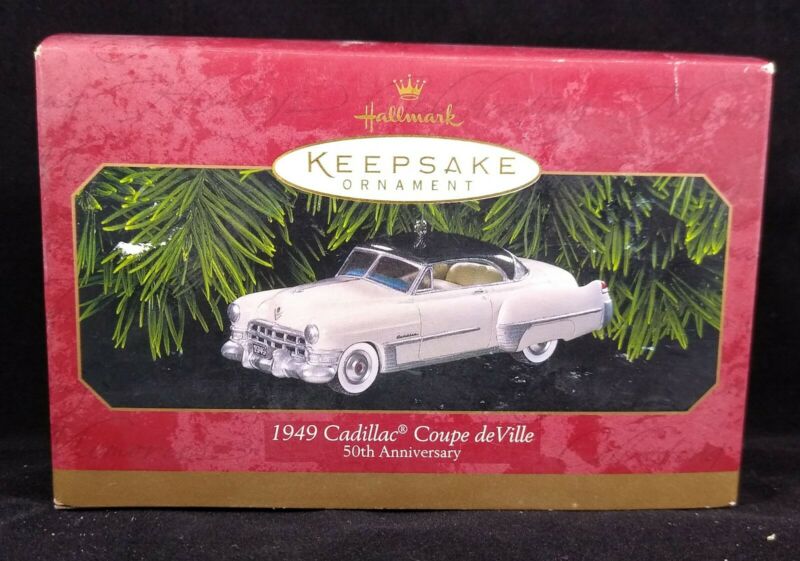 Hallmark
KEEPSAKE
ORNAMENT
1949 Cadillac® Coupe deVille
50th Anniversary